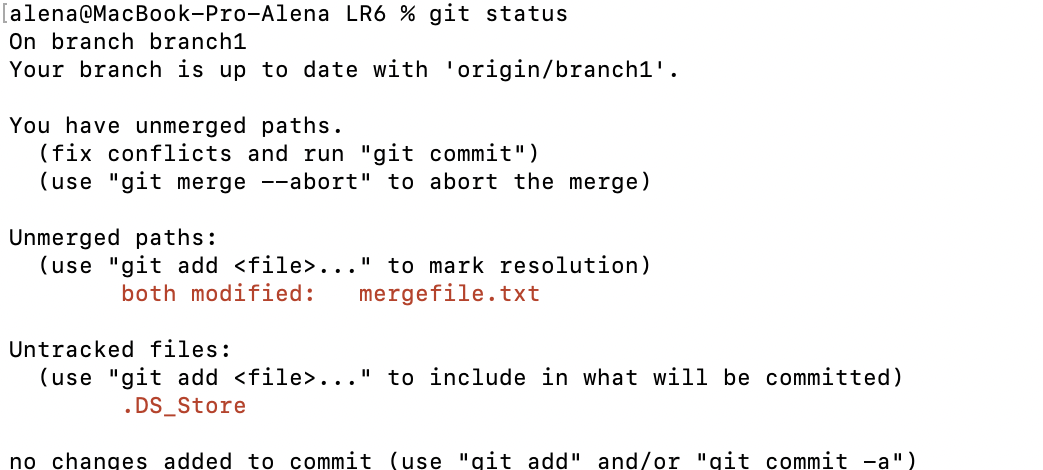 [alena@MacBook-Pro-Alena LR6 % git status
On branch branch1
Your branch is up to date with 'origin/branch1'.

You have unmerged paths.
  (fix conflicts and run "git commit")
  (use "git merge --abort" to abort the merge)

Unmerged paths:
  (use "git add <file>..." to mark resolution)
        both modified:   mergefile.txt

Untracked files:
  (use "git add <file>..." to include in what will be committed)
        .DS_Store

no changes added to commit (use "git add" and/or "git commit -a")